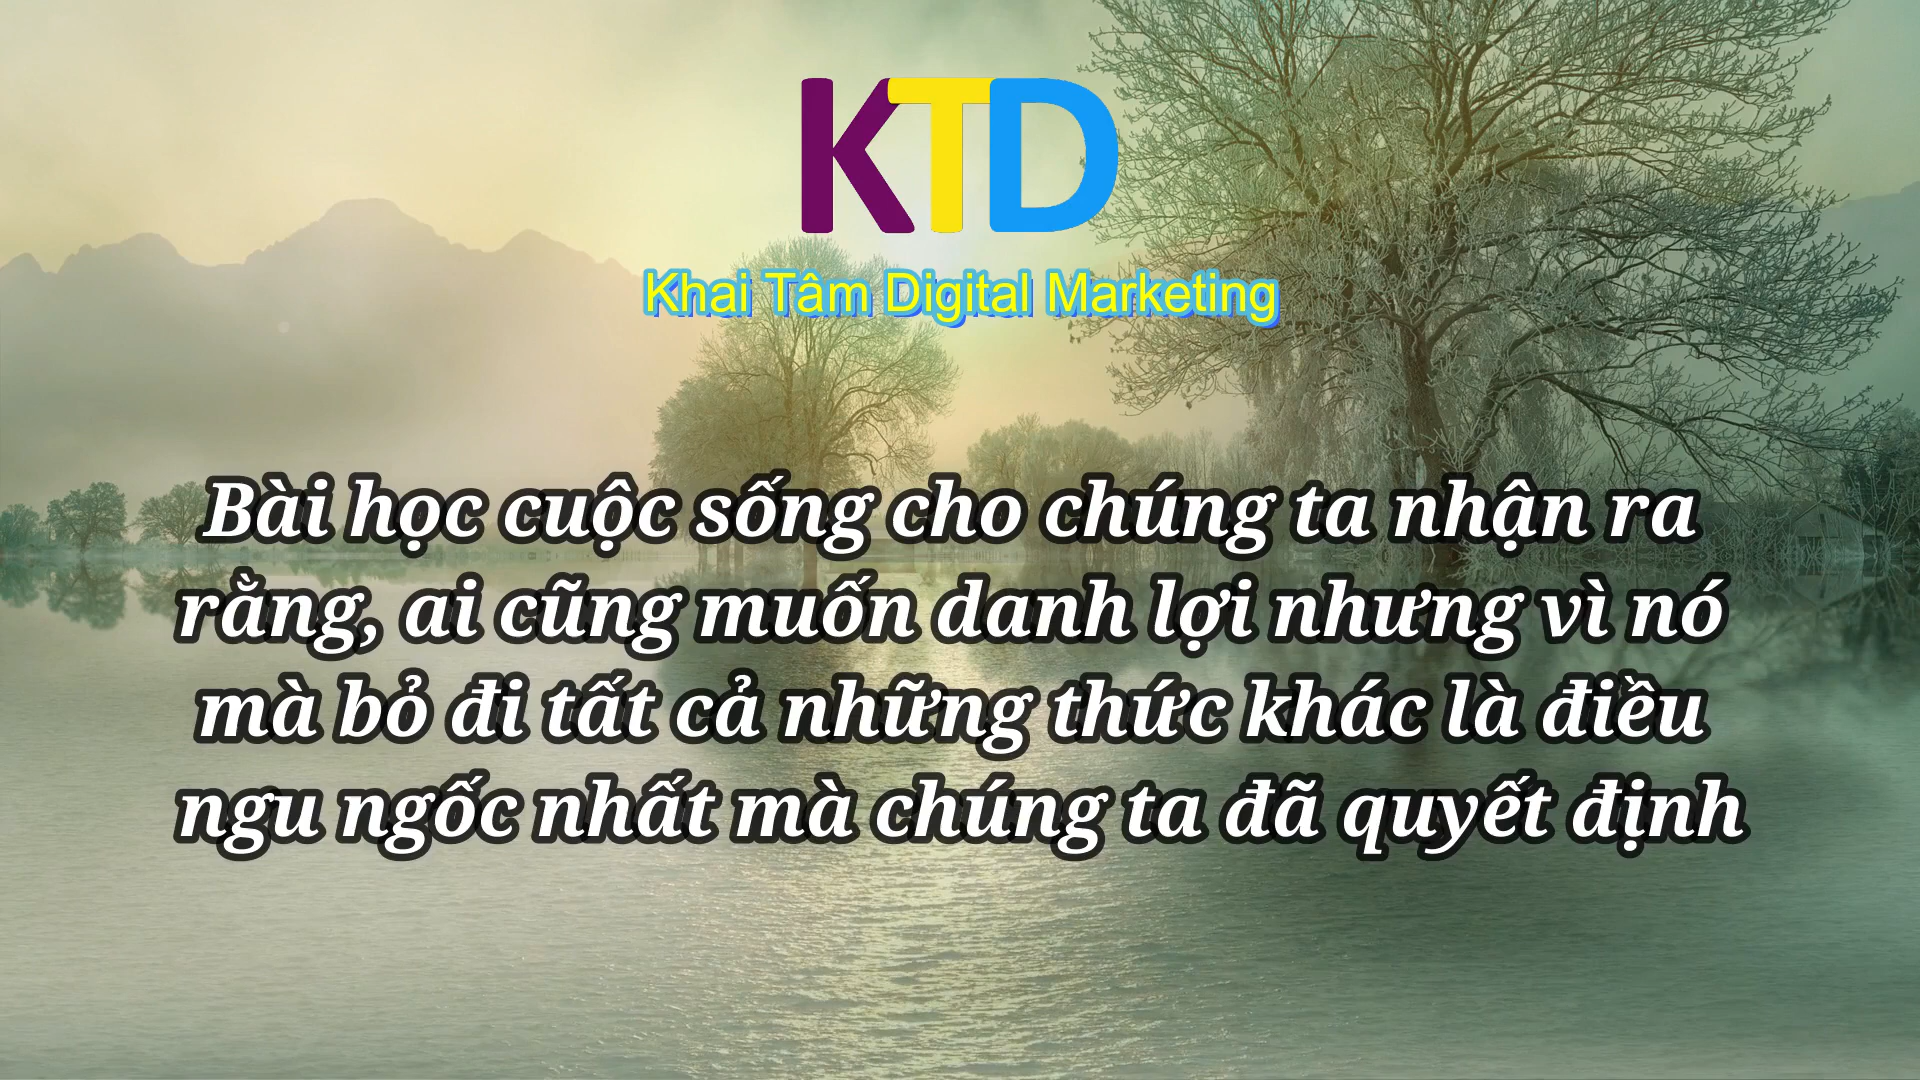 KTD
Khai Tâm Digital Marketing
Bài học cuộc sống cho chúng ta nhận ra
rằng, ai cũng muốn danh lợi nhưng vì nó
mà bỏ đi tất cả những thức khác là điều
ngu ngốc nhất mà chúng ta đã quyết định